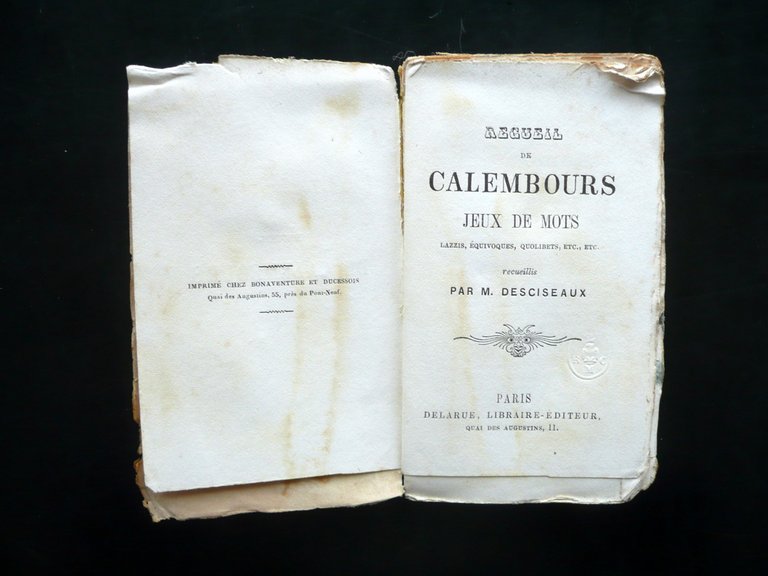 IMPRIMÉ CHEZ BONAVENTURE ET DUCESSOIS
Quai des Augustins, 55, près du Pont-Neuf.
RECUEIL
DE
CALEMBOURS
JEUX DE MOTS
LAZZIS, ÉQUIVOQUES, QUOLIBETS, ETC., ETC.
recueillis
PAR M. DESCISEAUX
PARIS
DELARUE, LIBRAIRE-ÉDITEUR,
QUAI DES AUGUSTINS, 11.